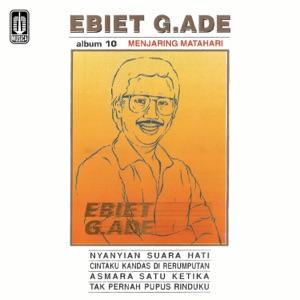 EBIET G.ADE
album 10 MENJARING MATAHARI
EBIET
G.ADE
NYANYIAN SUARA HATI
CINTAKU KANDAS DI RERUMPUTAN
ASMARA SATU KETIKA
TAK PERNAH PUPUS RINDUKU